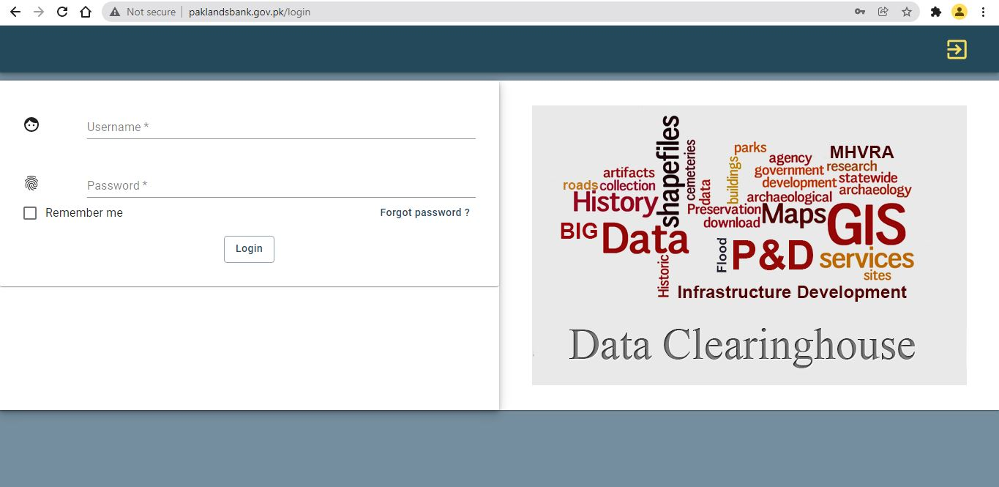 Not secure | paklandsbank.gov.pk/login
Username *
Password *
Remember me
Forgot password ?
Login
shapefiles
cemeteries
parks
MHVRA
artifacts
agency
buildings
government
research
roads
collection
data
development
statewide
History
archaeological
archaeology
Preservation
Maps
GIS
BIG
Data
download
Flood
P&D
services
Historic
sites
Infrastructure Development
Data Clearinghouse